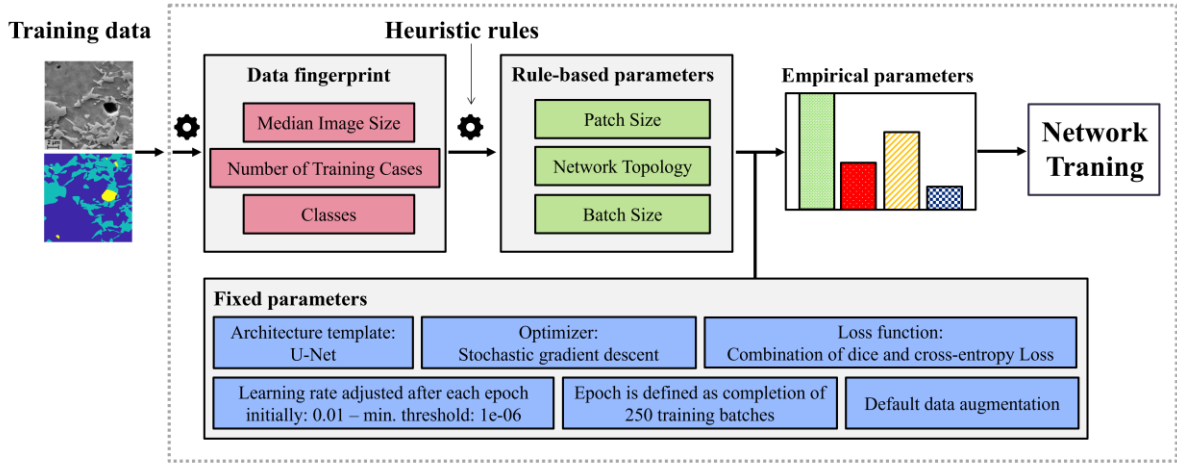 Training data
Heuristic rules
Data fingerprint
Median Image Size
Number of Training Cases
Classes
Rule-based parameters
Patch Size
Network Topology
Batch Size
Empirical parameters
Network
Traning
Fixed parameters
Architecture template:
U-Net
Optimizer:
Stochastic gradient descent
Loss function:
Combination of dice and cross-entropy Loss
Learning rate adjusted after each epoch
initially: 0.01 – min. threshold: 1e-06
Epoch is defined as completion of
250 training batches
Default data augmentation